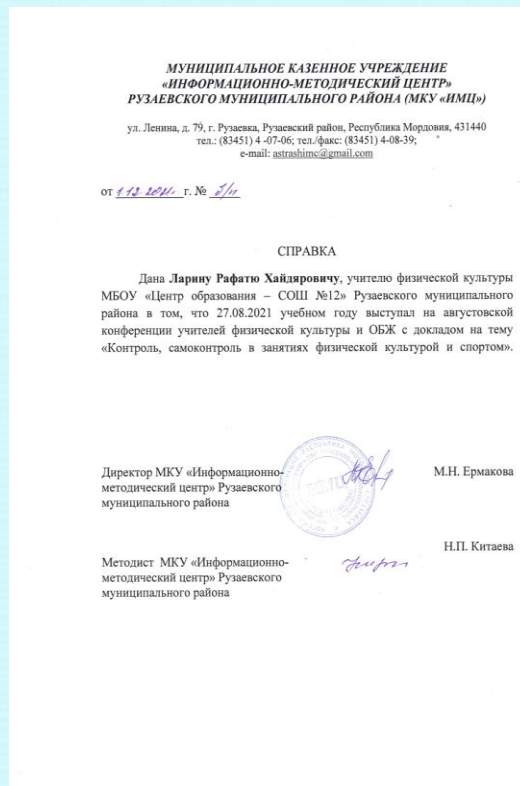 МУНИЦИПАЛЬНОЕ КАЗЕННОЕ УЧРЕЖДЕНИЕ
«ИНФОРМАЦИОННО-МЕТОДИЧЕСКИЙ ЦЕНТР»
РУЗАЕВСКОГО МУНИЦИПАЛЬНОГО РАЙОНА (МКУ «ИМЦ»)
ул. Ленина, д. 79, г. Рузаевка, Рузаевский район, Республика Мордовия, 431440
тел.: (83451) 4 -07-06; тел./факс: (83451) 4-08-39;
e-mail: astrashimc@gmail.com
от 1.12.2021 г. № б/н
СПРАВКА
Дана Ларину Рафатю Хайдяровичу, учителю физической культуры
МБОУ «Центр образования – СОШ №12» Рузаевского муниципального
района в том, что 27.08.2021 учебном году выступал на августовской
конференции учителей физической культуры и ОБЖ с докладом на тему
«Контроль, самоконтроль в занятиях физической культурой и спортом».
Директор МКУ «Информационно- М.Н. Ермакова
методический центр» Рузаевского
муниципального района
Н.П. Китаева
Методист МКУ «Информационно-
методический центр» Рузаевского
муниципального района